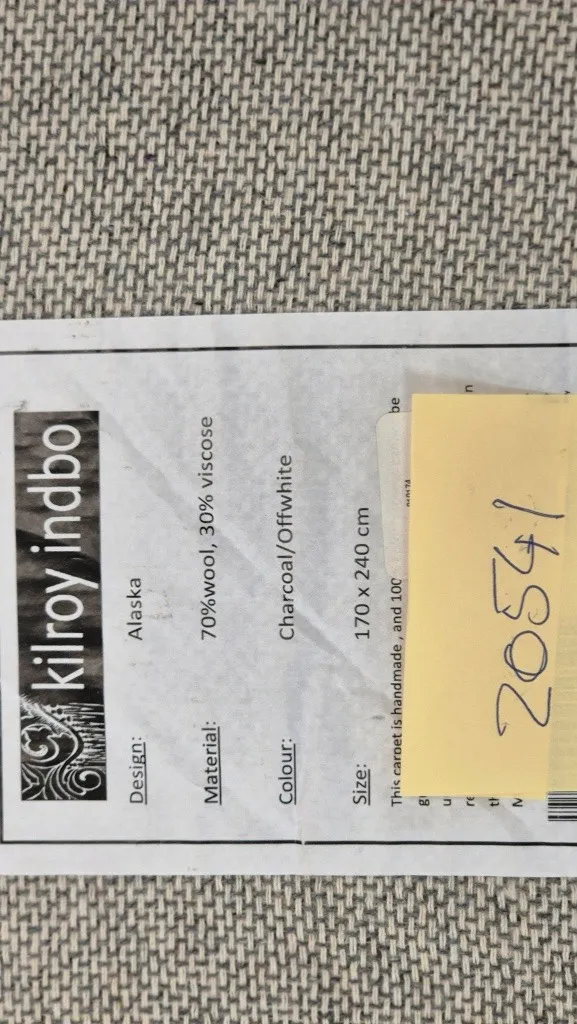 kilroy indbo
Design: Alaska
Material: 70%wool, 30% viscose
Colour: Charcoal/Offwhite
Size: 170 x 240 cm
This carpet is handmade , and 100 be
20541